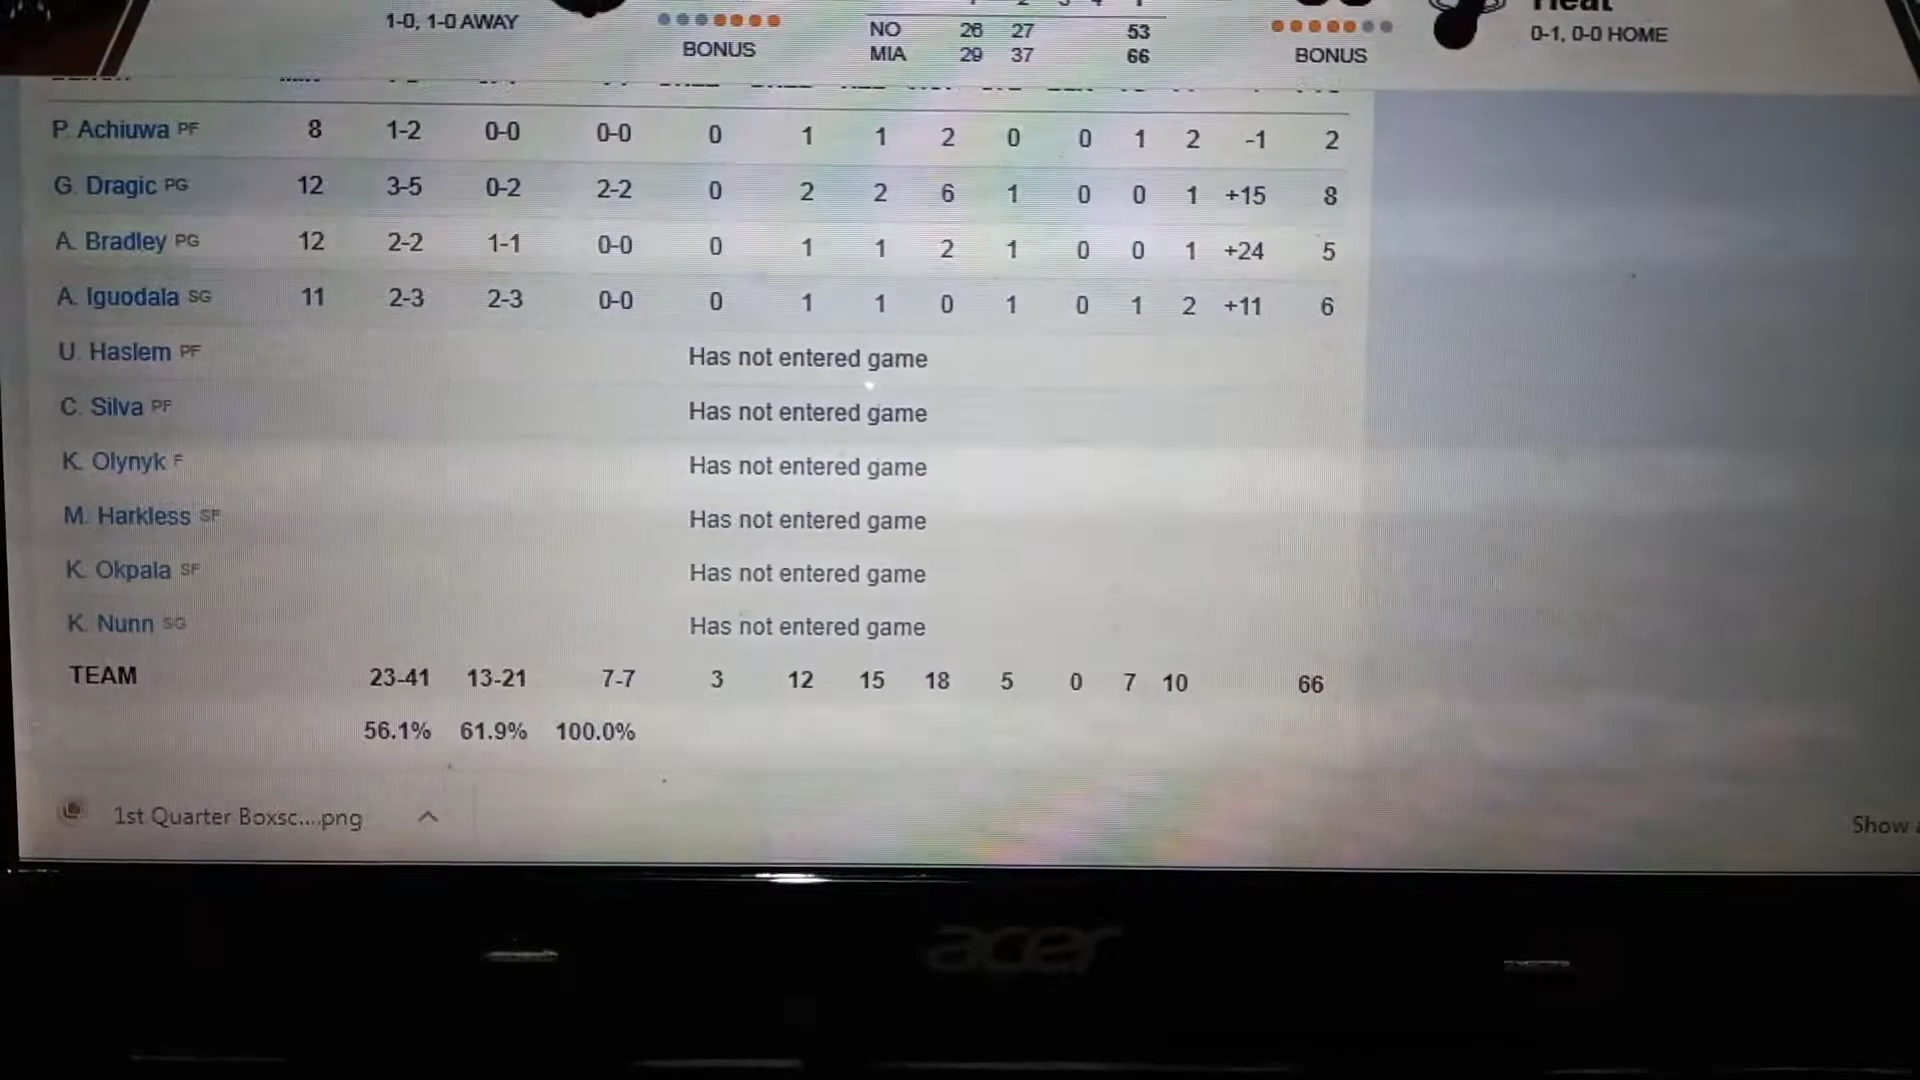 1-0, 1-0 AWAY
BONUS
NO 26 27 53
MIA 29 37 66
BONUS
Heat
0-1, 0-0 HOME
P. Achiuwa PF 8 1-2 0-0 0-0 0 1 1 2 0 0 1 2 -1 2
G. Dragic PG 12 3-5 0-2 2-2 0 2 2 6 1 0 0 1 +15 8
A. Bradley PG 12 2-2 1-1 0-0 0 1 1 2 1 0 0 1 +24 5
A. Iguodala SG 11 2-3 2-3 0-0 0 1 1 0 1 0 1 2 +11 6
U. Haslem PF Has not entered game
C. Silva PF Has not entered game
K. Olynyk F Has not entered game
M. Harkless SF Has not entered game
K. Okpala SF Has not entered game
K. Nunn SG Has not entered game
TEAM 23-41 13-21 7-7 3 12 15 18 5 0 7 10 66
56.1% 61.9% 100.0%
1st Quarter Boxsc....png
Show
acer